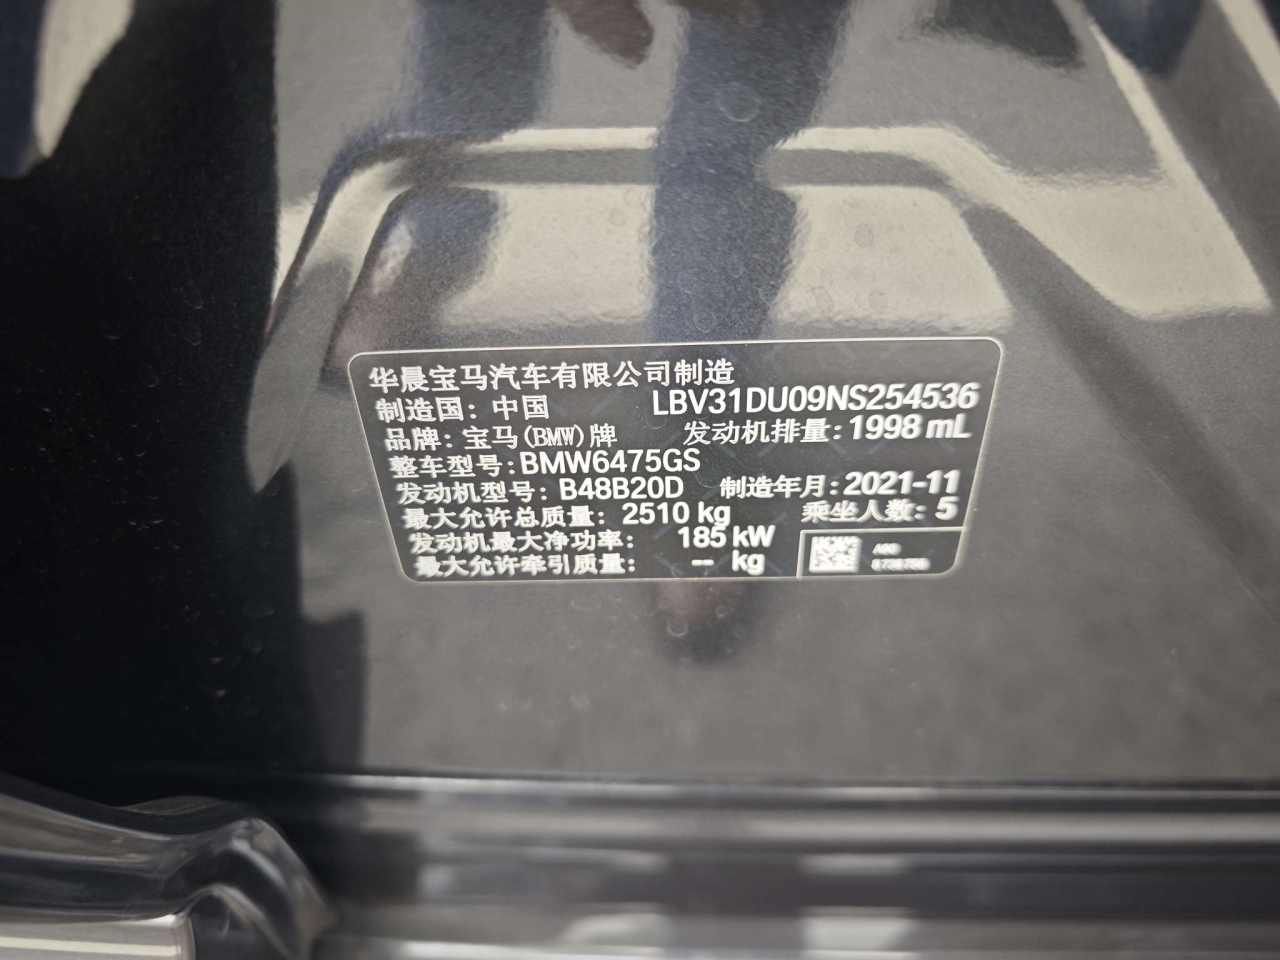 华晨宝马汽车有限公司制造
制造国：中国 LBV31DU09NS254536
品牌：宝马(BMW)牌 发动机排量：1998 mL
整车型号：BMW6475GS
发动机型号：B48B20D 制造年月：2021-11
最大允许总质量：2510 kg 乘坐人数：5
发动机最大净功率：185 kW
最大允许牵引质量：-- kg